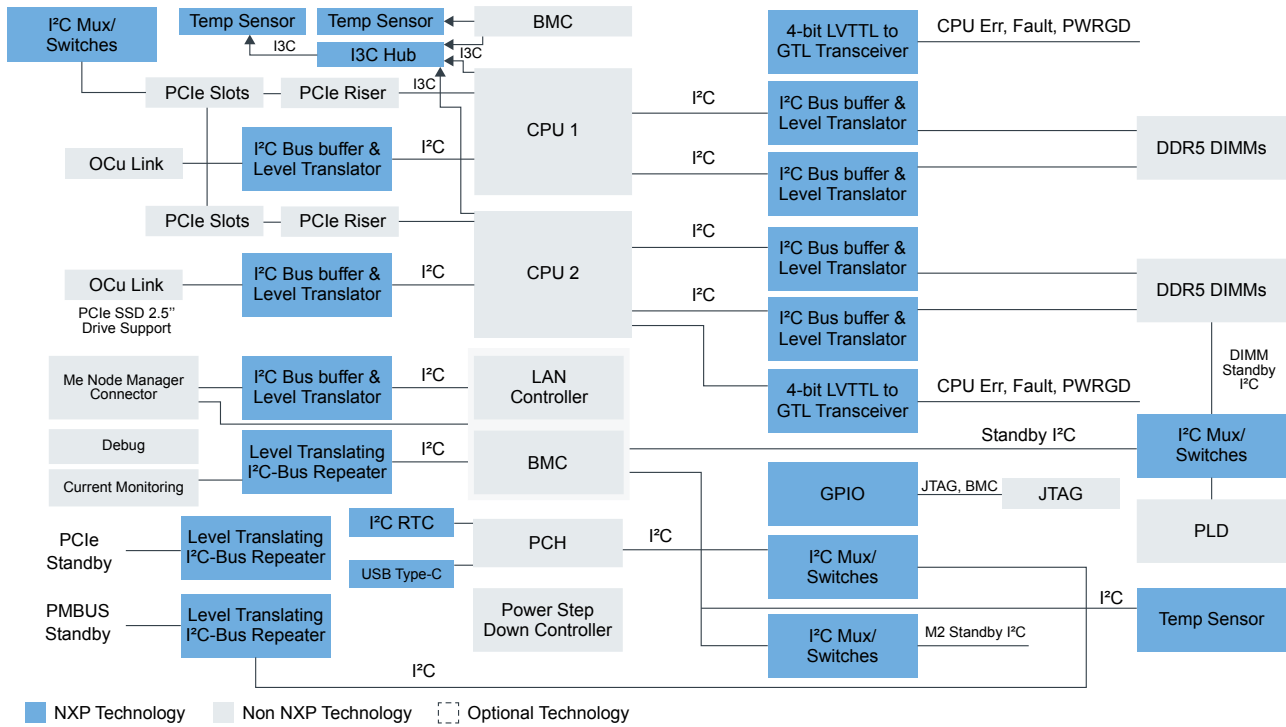 I²C Mux/
Switches
Temp Sensor
Temp Sensor
BMC
I3C
I3C Hub
I3C
4-bit LVTTL to
GTL Transceiver
CPU Err, Fault, PWRGD
PCIe Slots
PCIe Riser
I3C
CPU 1
I²C
I²C Bus buffer &
Level Translator
OCu Link
I²C Bus buffer &
Level Translator
I²C
I²C
I²C Bus buffer &
Level Translator
DDR5 DIMMs
PCIe Slots
PCIe Riser
CPU 2
I²C
I²C Bus buffer &
Level Translator
OCu Link
PCIe SSD 2.5’’
Drive Support
I²C Bus buffer &
Level Translator
I²C
I²C
I²C Bus buffer &
Level Translator
DDR5 DIMMs
DIMM
Standby
I²C
Me Node Manager
Connector
I²C Bus buffer &
Level Translator
I²C
LAN
Controller
4-bit LVTTL to
GTL Transceiver
CPU Err, Fault, PWRGD
Debug
Current Monitoring
Level Translating
I²C-Bus Repeater
I²C
BMC
Standby I²C
I²C Mux/
Switches
GPIO
JTAG, BMC
JTAG
PLD
PCIe
Standby
Level Translating
I²C-Bus Repeater
I²C RTC
USB Type-C
PCH
I²C
I²C Mux/
Switches
PMBUS
Standby
Level Translating
I²C-Bus Repeater
Power Step
Down Controller
I²C
Temp Sensor
I²C Mux/
Switches
M2 Standby I²C
I²C
NXP Technology
Non NXP Technology
Optional Technology